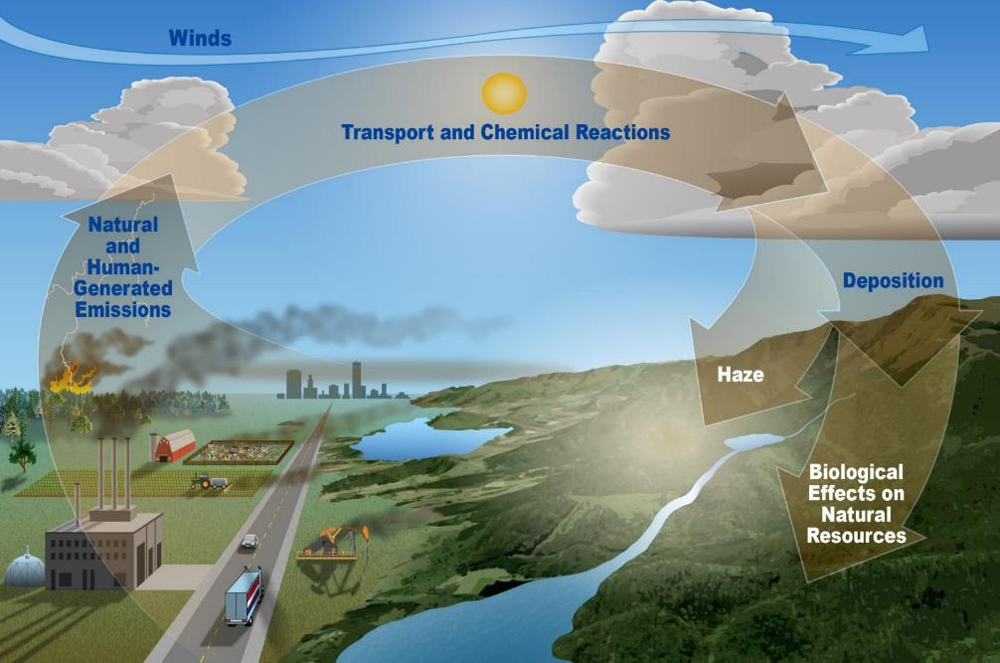 Winds
Transport and Chemical Reactions
Natural
and
Human-
Generated
Emissions
Deposition
Haze
Biological
Effects on
Natural
Resources